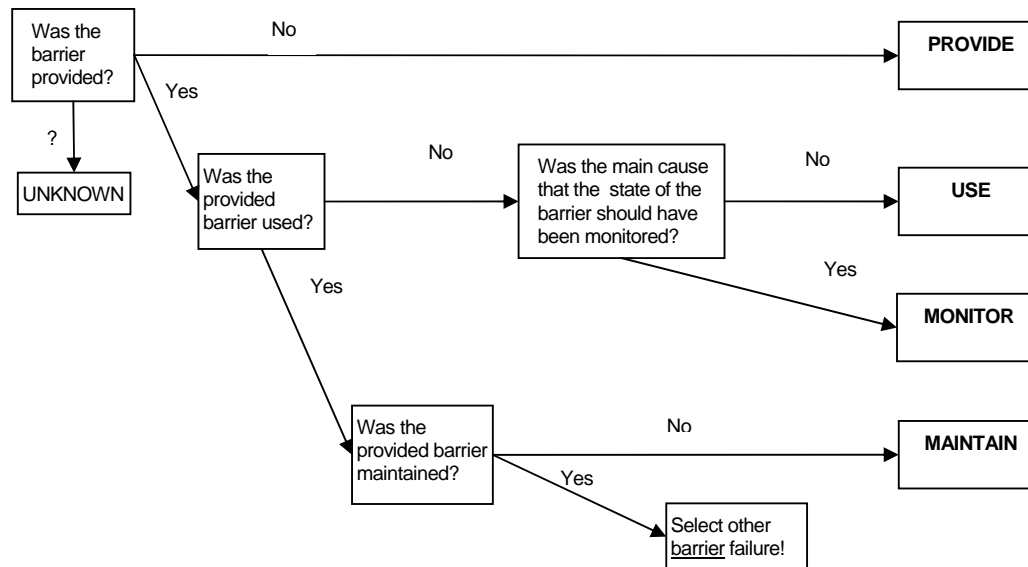 Was the
barrier
provided?
No
PROVIDE
Yes
?
UNKNOWN
Was the
provided
barrier used?
No
Was the main cause
that the state of the
barrier should have
been monitored?
No
USE
Yes
MONITOR
Yes
Was the
provided barrier
maintained?
No
MAINTAIN
Yes
Select other
barrier failure!